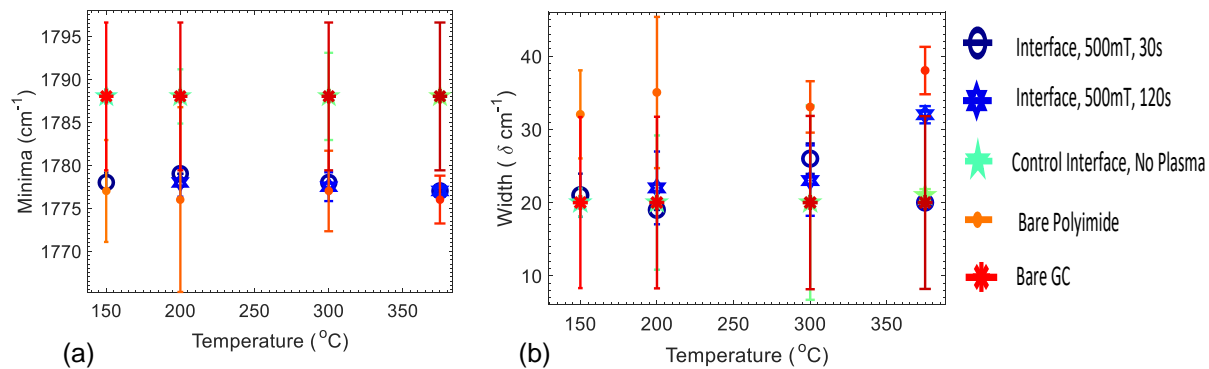 1795
1790
1785
1780
1775
1770
Minima (cm⁻¹)
150 200 250 300 350
Temperature (°C)
(a)
40
30
20
10
Width ( δ cm⁻¹)
150 200 250 300 350
Temperature (°C)
(b)
Interface, 500mT, 30s
Interface, 500mT, 120s
Control Interface, No Plasma
Bare Polyimide
Bare GC